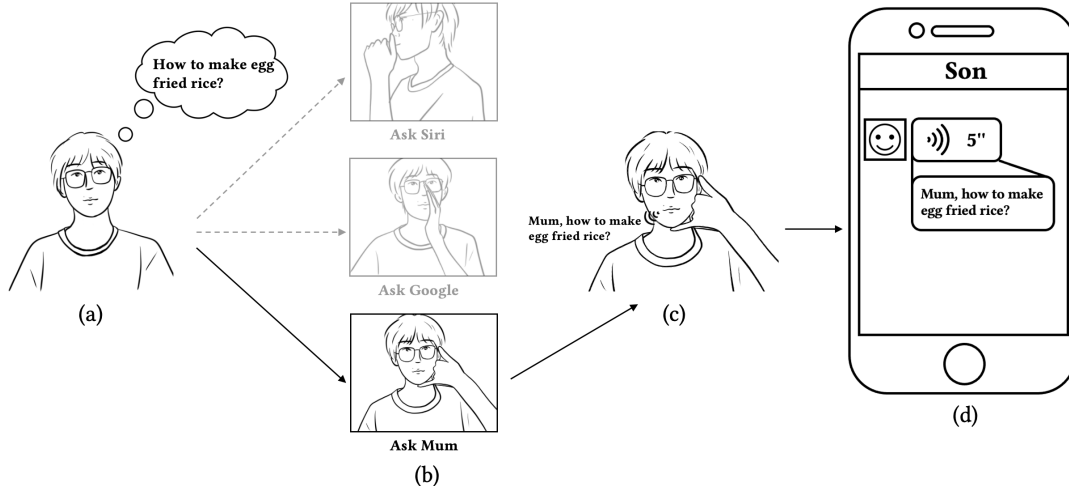 How to make egg
fried rice?
(a)
Ask Siri
Ask Google
Ask Mum
(b)
Mum, how to make
egg fried rice?
(c)
Son
5"
Mum, how to make
egg fried rice?
(d)